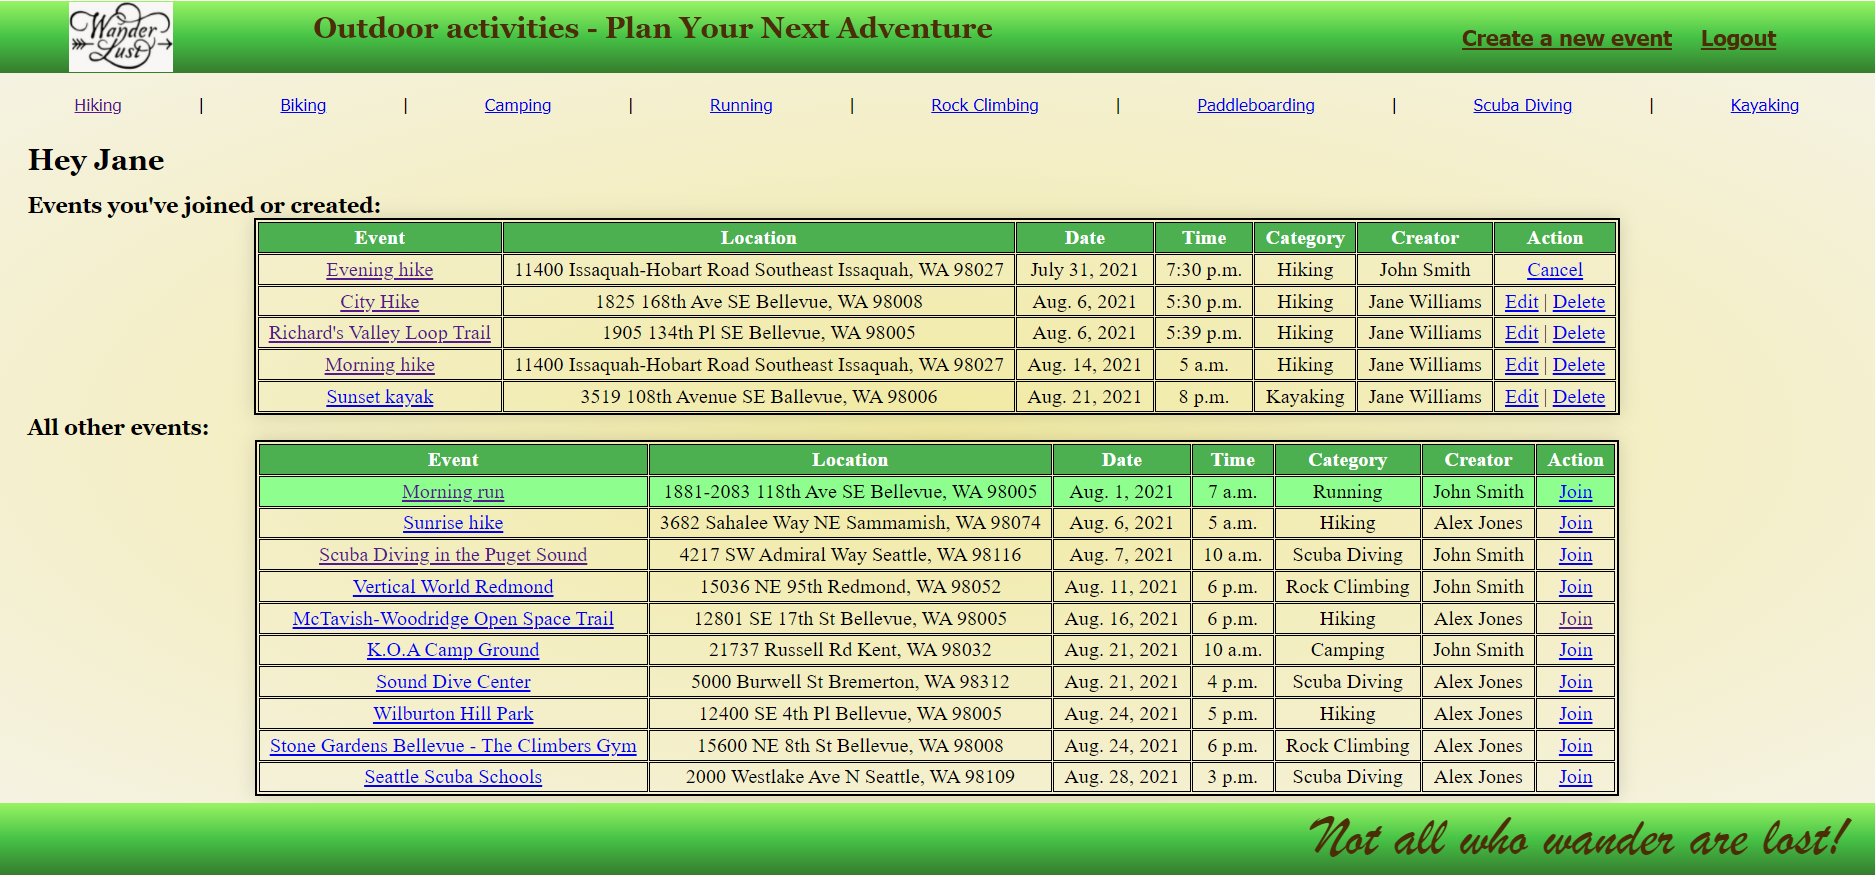 Wander Lust
Outdoor activities - Plan Your Next Adventure
Create a new event Logout
Hiking | Biking | Camping | Running | Rock Climbing | Paddleboarding | Scuba Diving | Kayaking
Hey Jane
Events you've joined or created:
Event Location Date Time Category Creator Action
Evening hike 11400 Issaquah-Hobart Road Southeast Issaquah, WA 98027 July 31, 2021 7:30 p.m. Hiking John Smith Cancel
City Hike 1825 168th Ave SE Bellevue, WA 98008 Aug. 6, 2021 5:30 p.m. Hiking Jane Williams Edit | Delete
Richard's Valley Loop Trail 1905 134th Pl SE Bellevue, WA 98005 Aug. 6, 2021 5:39 p.m. Hiking Jane Williams Edit | Delete
Morning hike 11400 Issaquah-Hobart Road Southeast Issaquah, WA 98027 Aug. 14, 2021 5 a.m. Hiking Jane Williams Edit | Delete
Sunset kayak 3519 108th Avenue SE Ballevue, WA 98006 Aug. 21, 2021 8 p.m. Kayaking Jane Williams Edit | Delete
All other events:
Event Location Date Time Category Creator Action
Morning run 1881-2083 118th Ave SE Bellevue, WA 98005 Aug. 1, 2021 7 a.m. Running John Smith Join
Sunrise hike 3682 Sahalee Way NE Sammamish, WA 98074 Aug. 6, 2021 5 a.m. Hiking Alex Jones Join
Scuba Diving in the Puget Sound 4217 SW Admiral Way Seattle, WA 98116 Aug. 7, 2021 10 a.m. Scuba Diving John Smith Join
Vertical World Redmond 15036 NE 95th Redmond, WA 98052 Aug. 11, 2021 6 p.m. Rock Climbing John Smith Join
McTavish-Woodridge Open Space Trail 12801 SE 17th St Bellevue, WA 98005 Aug. 16, 2021 6 p.m. Hiking Alex Jones Join
K.O.A Camp Ground 21737 Russell Rd Kent, WA 98032 Aug. 21, 2021 10 a.m. Camping John Smith Join
Sound Dive Center 5000 Burwell St Bremerton, WA 98312 Aug. 21, 2021 4 p.m. Scuba Diving Alex Jones Join
Wilburton Hill Park 12400 SE 4th Pl Bellevue, WA 98005 Aug. 24, 2021 5 p.m. Hiking Alex Jones Join
Stone Gardens Bellevue - The Climbers Gym 15600 NE 8th St Bellevue, WA 98008 Aug. 24, 2021 6 p.m. Rock Climbing Alex Jones Join
Seattle Scuba Schools 2000 Westlake Ave N Seattle, WA 98109 Aug. 28, 2021 3 p.m. Scuba Diving Alex Jones Join
Not all who wander are lost!